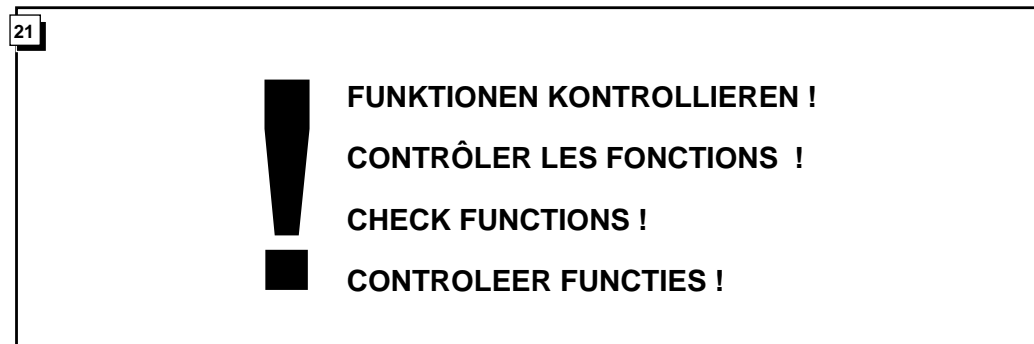 21
FUNKTIONEN KONTROLLIEREN !
CONTRÔLER LES FONCTIONS !
CHECK FUNCTIONS !
CONTROLEER FUNCTIES !